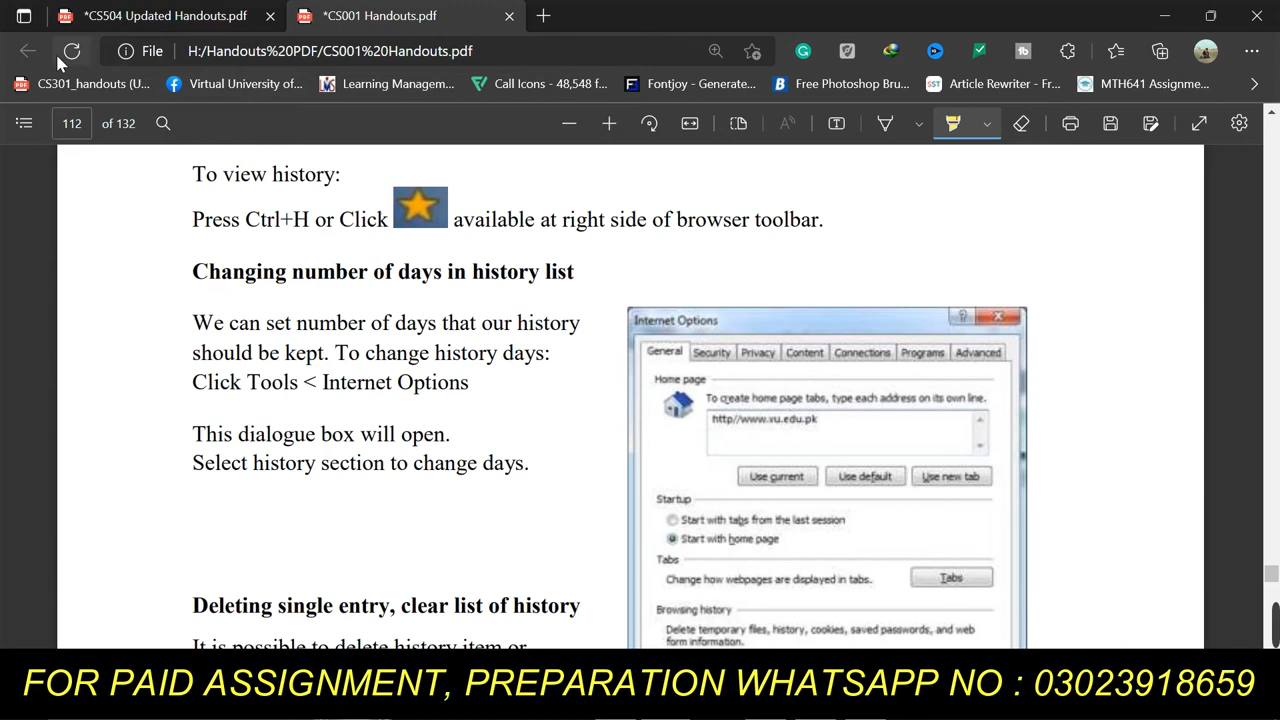 *CS504 Updated Handouts.pdf
*CS001 Handouts.pdf
File
H:/Handouts%20PDF/CS001%20Handouts.pdf
CS301_handouts (U...
Virtual University of...
Learning Managem...
Call Icons - 48,548 f...
Fontjoy - Generate...
Free Photoshop Bru...
Article Rewriter - Fr...
MTH641 Assignme...
112 of 132
To view history:
Press Ctrl+H or Click available at right side of browser toolbar.
Changing number of days in history list
We can set number of days that our history
should be kept. To change history days:
Click Tools < Internet Options
This dialogue box will open.
Select history section to change days.
Internet Options
General Security Privacy Content Connections Programs Advanced
Home page
To create home page tabs, type each address on its own line.
http//www.vu.edu.pk
Use current Use default Use new tab
Startup
Start with tabs from the last session
Start with home page
Tabs
Change how webpages are displayed in tabs. Tabs
Browsing history
Delete temporary files, history, cookies, saved passwords, and web
form information.
Deleting single entry, clear list of history
It is possible to delete history item or
FOR PAID ASSIGNMENT, PREPARATION WHATSAPP NO : 03023918659